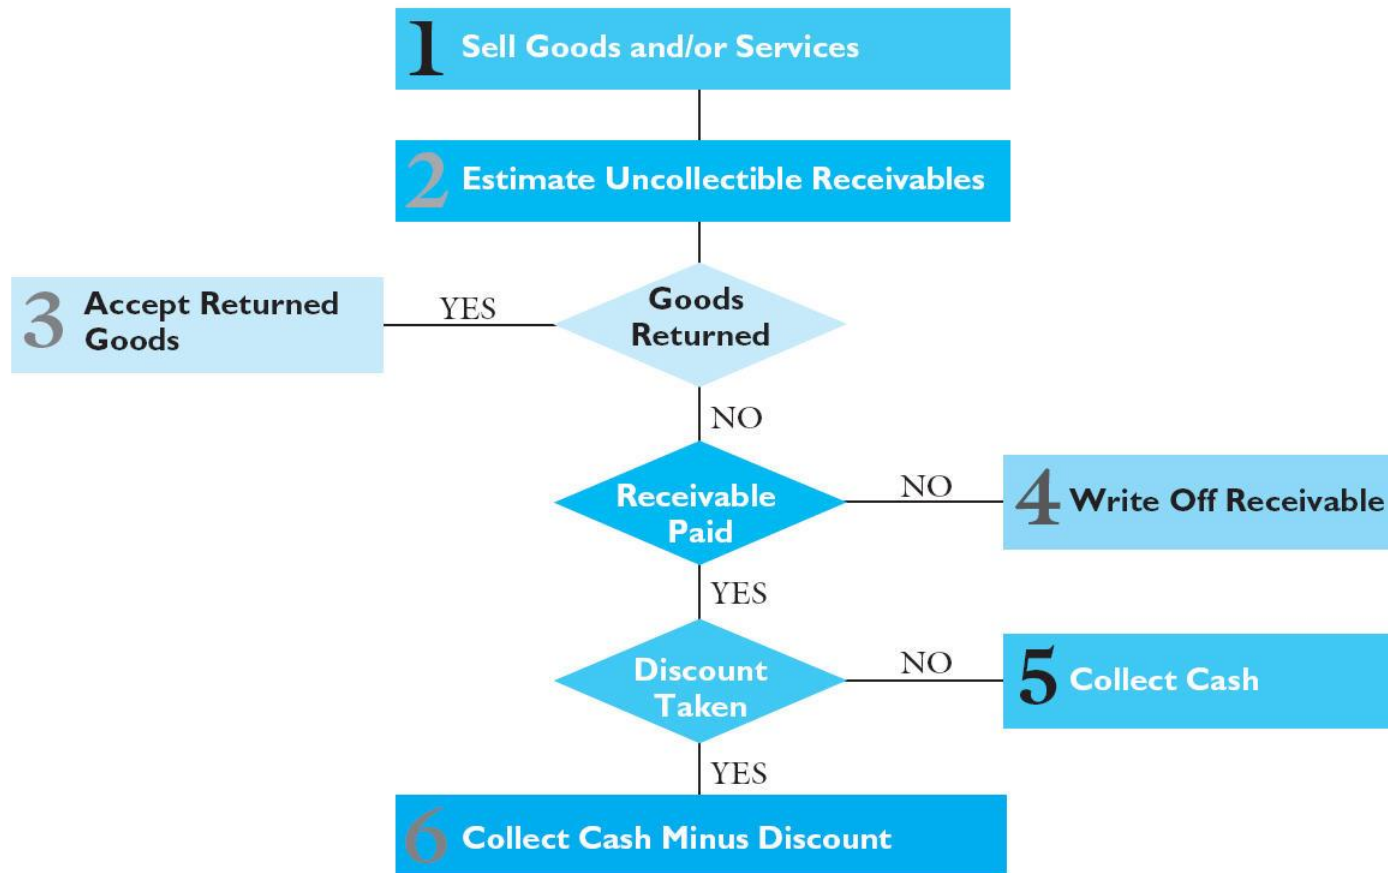 1 Sell Goods and/or Services
2 Estimate Uncollectible Receivables
Goods
Returned
YES
3 Accept Returned
Goods
NO
Receivable
Paid
NO
4 Write Off Receivable
YES
Discount
Taken
NO
5 Collect Cash
YES
6 Collect Cash Minus Discount